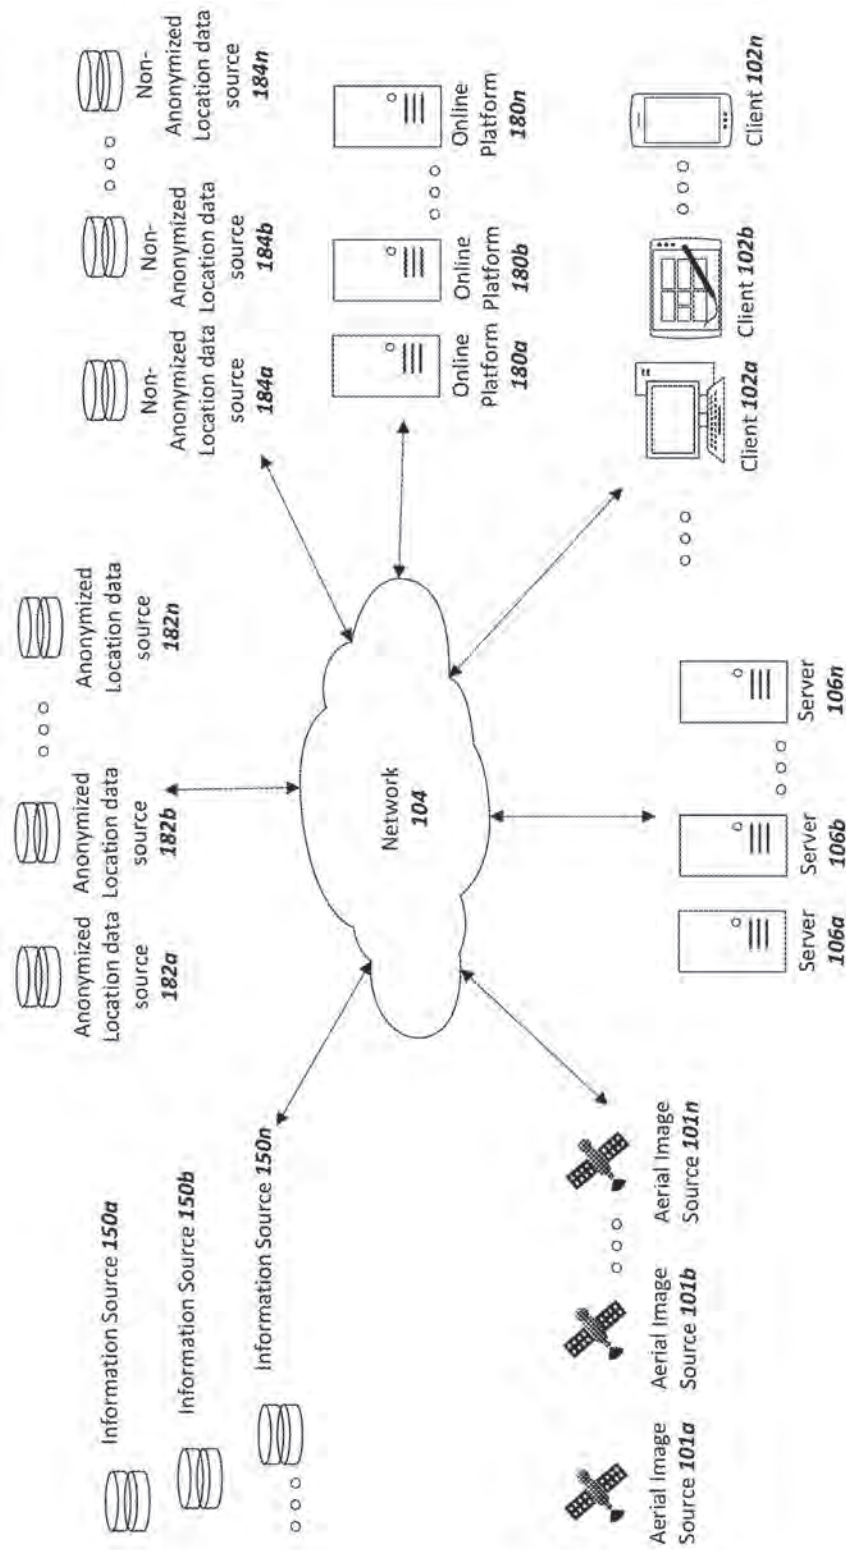 Information Source 150a
Information Source 150b
Information Source 150n
Anonymized
Location data
source
182a
Anonymized
Location data
source
182b
Anonymized
Location data
source
182n
Non-
Anonymized
Location data
source
184a
Non-
Anonymized
Location data
source
184b
Non-
Anonymized
Location data
source
184n
Network
104
Online
Platform
180a
Online
Platform
180b
Online
Platform
180n
Aerial Image
Source 101a
Aerial Image
Source 101b
Aerial Image
Source 101n
Server
106a
Server
106b
Server
106n
Client 102a
Client 102b
Client 102n